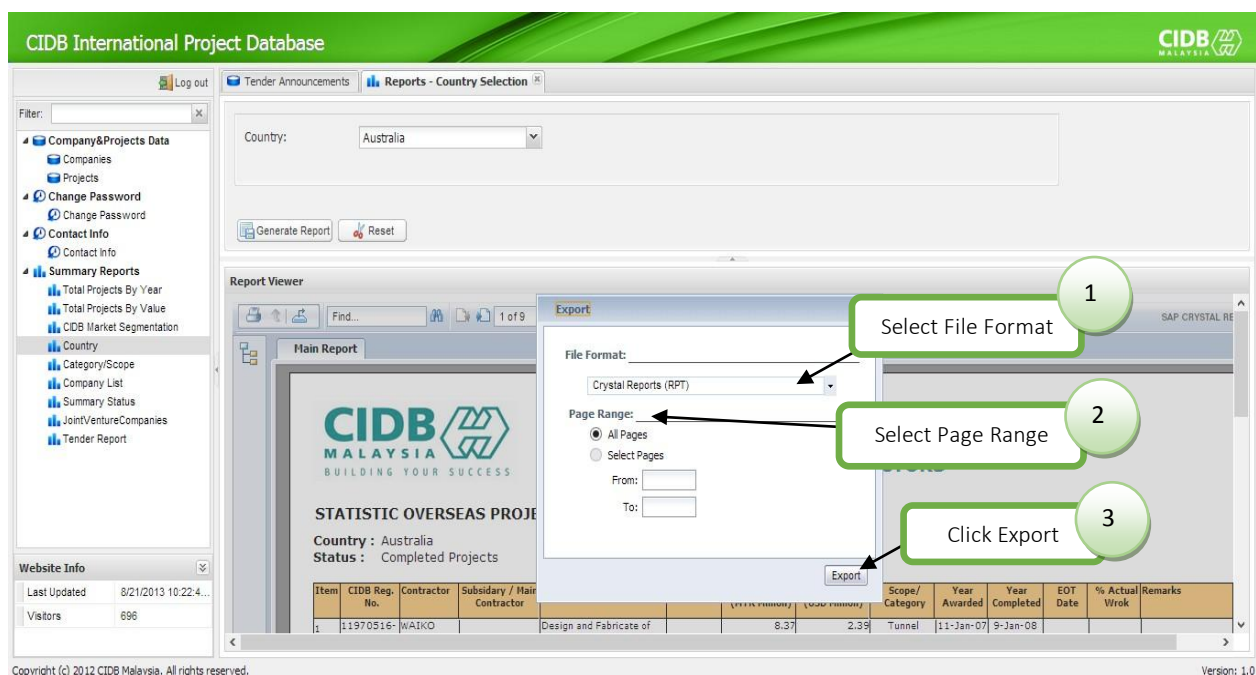 CIDB International Project Database
CIDB
MALAYSIA
Log out
Filter:
Company&Projects Data
Companies
Projects
Change Password
Change Password
Contact Info
Contact Info
Summary Reports
Total Projects By Year
Total Projects By Value
CIDB Market Segmentation
Country
Category/Scope
Company List
Summary Status
JointVentureCompanies
Tender Report
Website Info
Last Updated 8/21/2013 10:22:4...
Visitors 696
Tender Announcements Reports - Country Selection
Country: Australia
Generate Report Reset
Report Viewer
Find... 1 of 9
SAP CRYSTAL RE
Main Report
CIDB
MALAYSIA
BUILDING YOUR SUCCESS
STATISTIC OVERSEAS PROJE
Country : Australia
Status : Completed Projects
Item CIDB Reg. No. Contractor Subsidary / Main Contractor (USD Million) Scope/ Category Year Awarded Year Completed EOT Date % Actual Wrok Remarks
1 11970516- WAIKO Design and Fabricate of 8.37 2.39 Tunnel 11-Jan-07 9-Jan-08
Export
File Format:
Crystal Reports (RPT)
Page Range:
All Pages
Select Pages
From:
To:
Export
1
Select File Format
2
Select Page Range
3
Click Export
Copyright (c) 2012 CIDB Malaysia. All rights reserved.
Version: 1.0